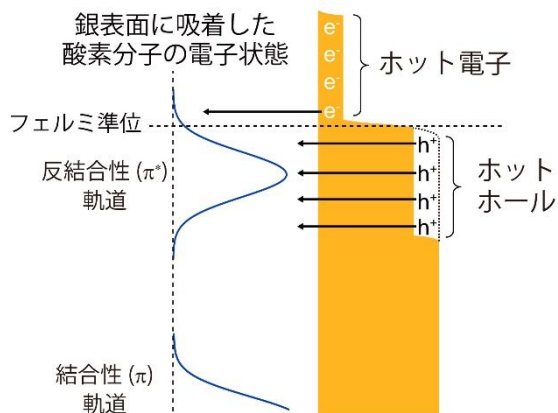 銀表面に吸着した
酸素分子の電子状態
e⁻
e⁻
e⁻
e⁻
ホット電子
フェルミ準位
反結合性 (π*)
軌道
h⁺
h⁺
h⁺
h⁺
ホット
ホール
結合性 (π)
軌道